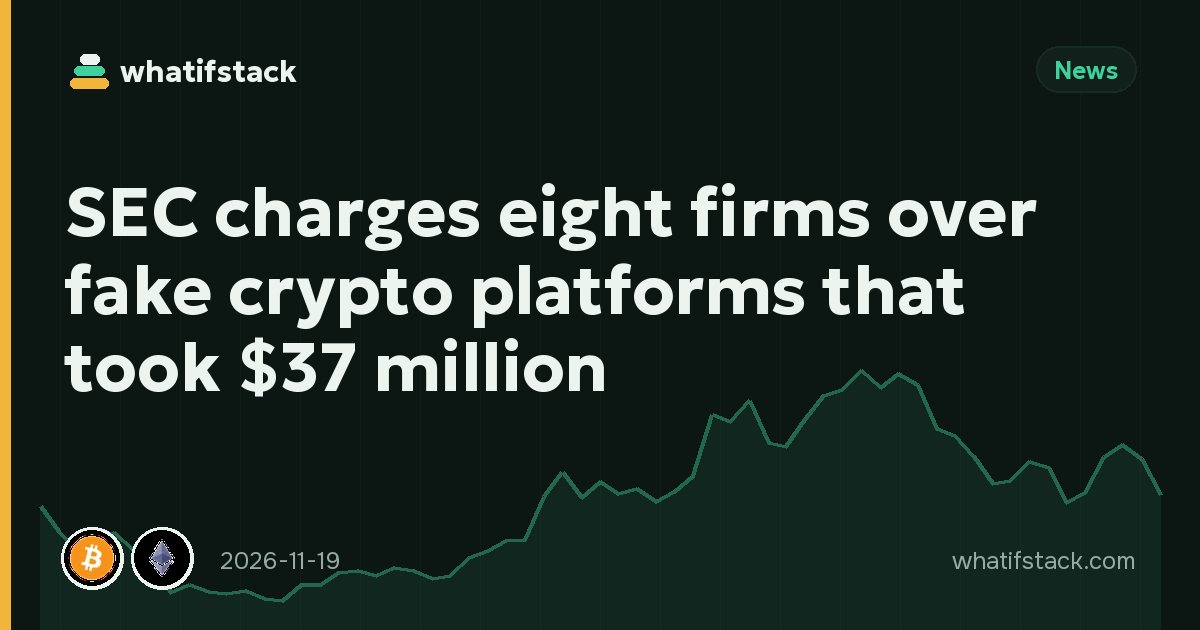 whatifstack
News
SEC charges eight firms over
fake crypto platforms that
took $37 million
2026-11-19
whatifstack.com